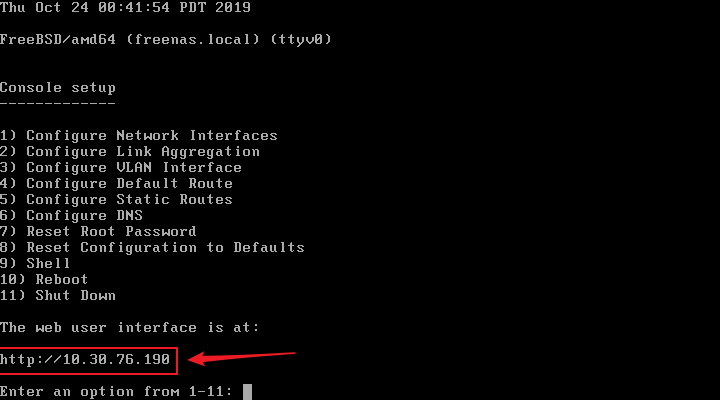 Thu Oct 24 00:41:54 PDT 2019
FreeBSD/amd64 (freenas.local) (ttyv0)
Console setup
-------------
1) Configure Network Interfaces
2) Configure Link Aggregation
3) Configure VLAN Interface
4) Configure Default Route
5) Configure Static Routes
6) Configure DNS
7) Reset Root Password
8) Reset Configuration to Defaults
9) Shell
10) Reboot
11) Shut Down
The web user interface is at:
http://10.30.76.190
Enter an option from 1-11: